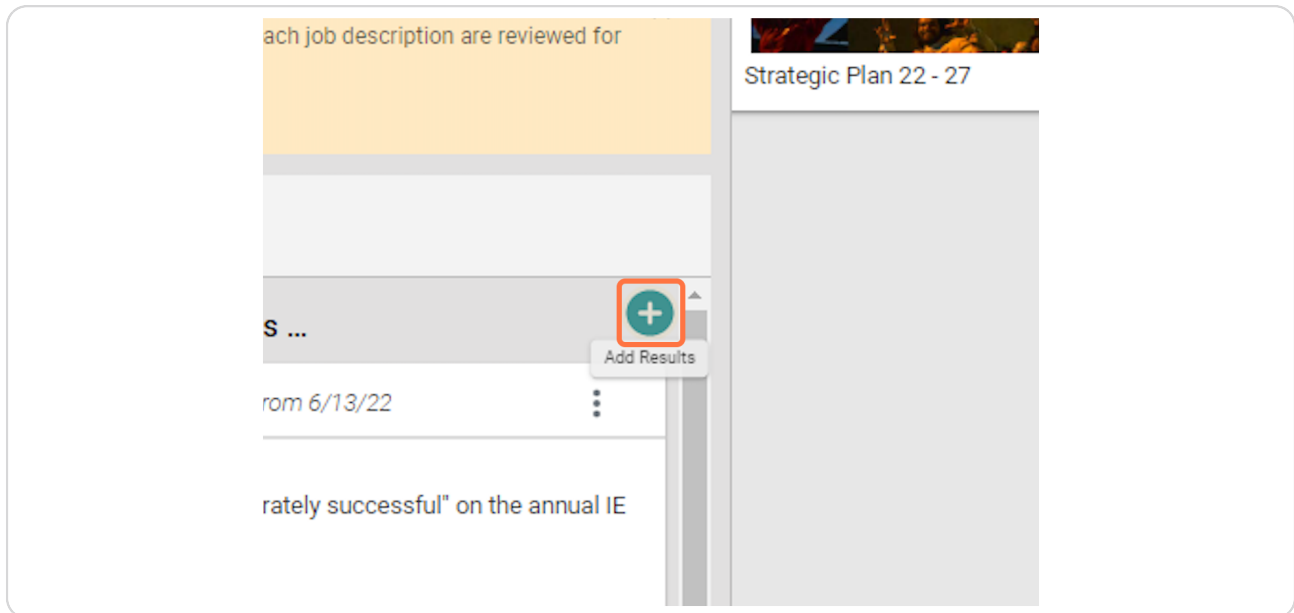 ach job description are reviewed for
Strategic Plan 22 - 27
s ...
Add Results
rom 6/13/22
rately successful" on the annual IE